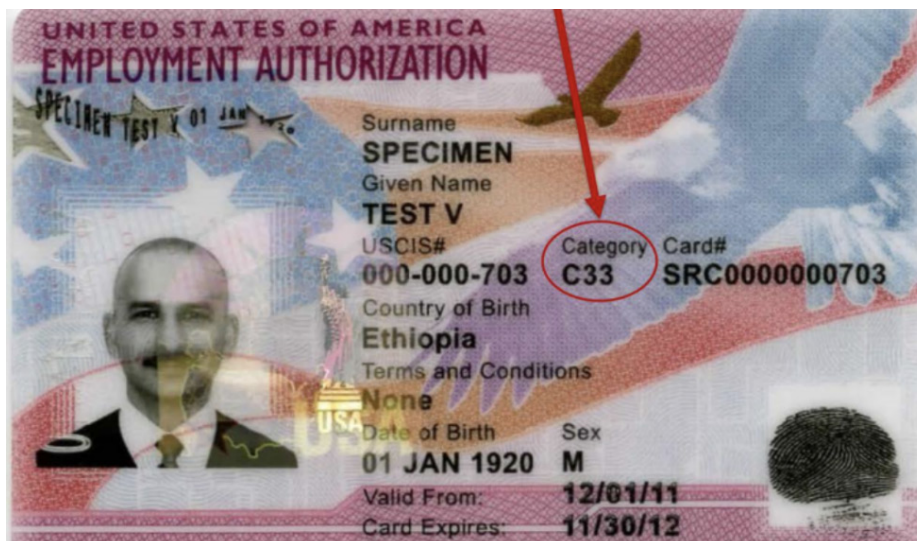 UNITED STATES OF AMERICA
EMPLOYMENT AUTHORIZATION
SPECIMEN TEST V 01 JAN 1920
Surname
SPECIMEN
Given Name
TEST V
USCIS# Category Card#
000-000-703 C33 SRC0000000703
Country of Birth
Ethiopia
Terms and Conditions
None
USA
Date of Birth Sex
01 JAN 1920 M
Valid From: 12/01/11
Card Expires: 11/30/12